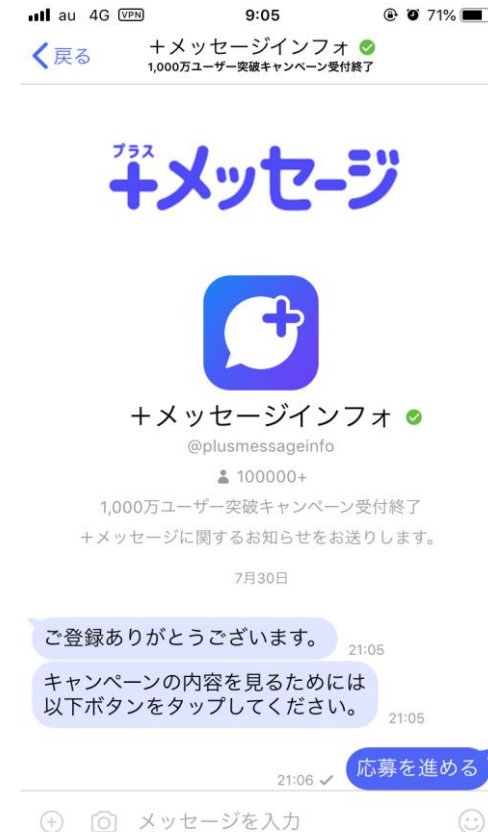 au 4G VPN 9:05 71%
戻る
+メッセージインフォ
1,000万ユーザー突破キャンペーン受付終了
プラス
+メッセージ
+メッセージインフォ
@plusmessageinfo
100000+
1,000万ユーザー突破キャンペーン受付終了
+メッセージに関するお知らせをお送りします。
7月30日
ご登録ありがとうございます。
21:05
キャンペーンの内容を見るためには
以下ボタンをタップしてください。
21:05
応募を進める
21:06
メッセージを入力